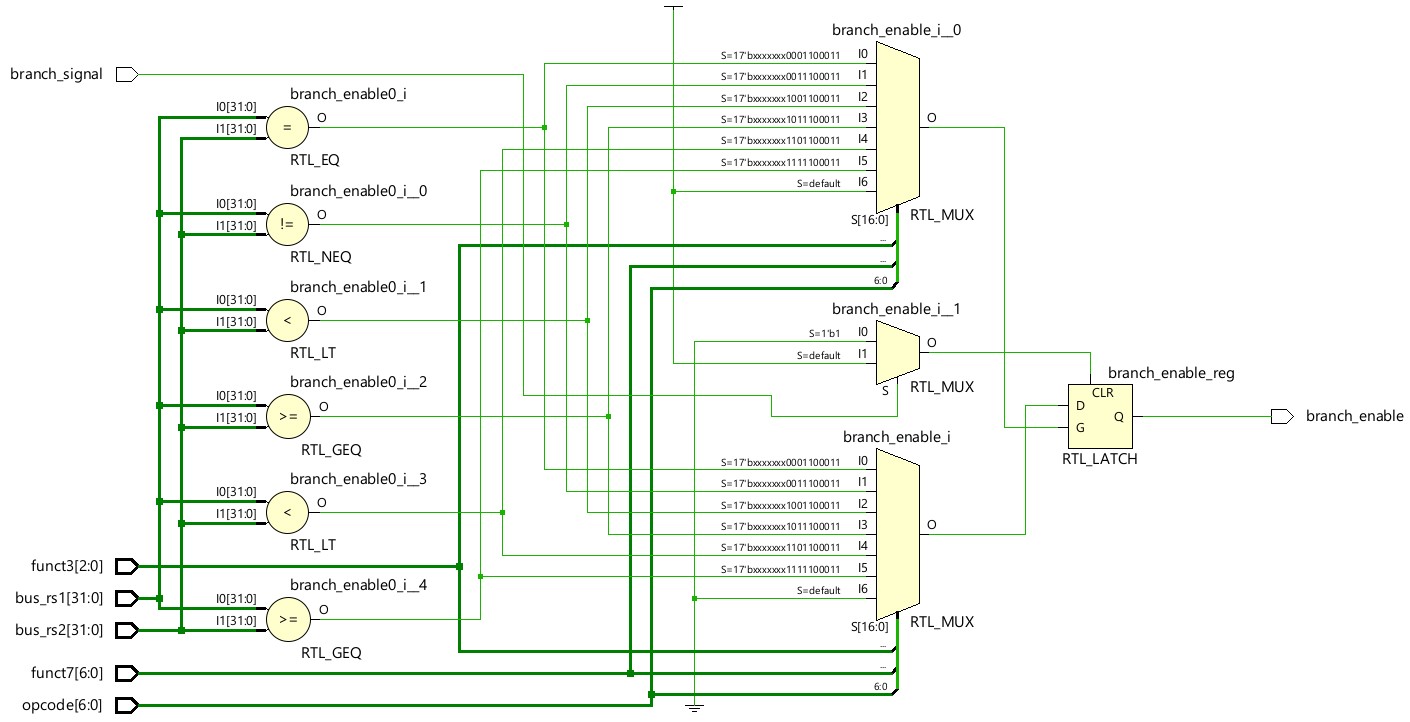 branch_enable_i__0
S=17'bxxxxxxx0001100011 I0
S=17'bxxxxxxx0011100011 I1
S=17'bxxxxxxx1001100011 I2
S=17'bxxxxxxx1011100011 I3
S=17'bxxxxxxx1101100011 I4
S=17'bxxxxxxx1111100011 I5
S=default I6
O
S[16:0]
RTL_MUX
...
...
6:0
branch_signal
branch_enable0_i
I0[31:0]
I1[31:0]
=
O
RTL_EQ
branch_enable0_i__0
I0[31:0]
I1[31:0]
!=
O
RTL_NEQ
branch_enable0_i__1
I0[31:0]
I1[31:0]
<
O
RTL_LT
branch_enable0_i__2
I0[31:0]
I1[31:0]
>=
O
RTL_GEQ
branch_enable0_i__3
I0[31:0]
I1[31:0]
<
O
RTL_LT
branch_enable0_i__4
I0[31:0]
I1[31:0]
>=
O
RTL_GEQ
funct3[2:0]
bus_rs1[31:0]
bus_rs2[31:0]
funct7[6:0]
opcode[6:0]
branch_enable_i__1
S=1'b1 I0
S=default I1
O
S
RTL_MUX
branch_enable_i
S=17'bxxxxxxx0001100011 I0
S=17'bxxxxxxx0011100011 I1
S=17'bxxxxxxx1001100011 I2
S=17'bxxxxxxx1011100011 I3
S=17'bxxxxxxx1101100011 I4
S=17'bxxxxxxx1111100011 I5
S=default I6
O
S[16:0]
RTL_MUX
...
...
6:0
branch_enable_reg
CLR
D
Q
G
RTL_LATCH
branch_enable